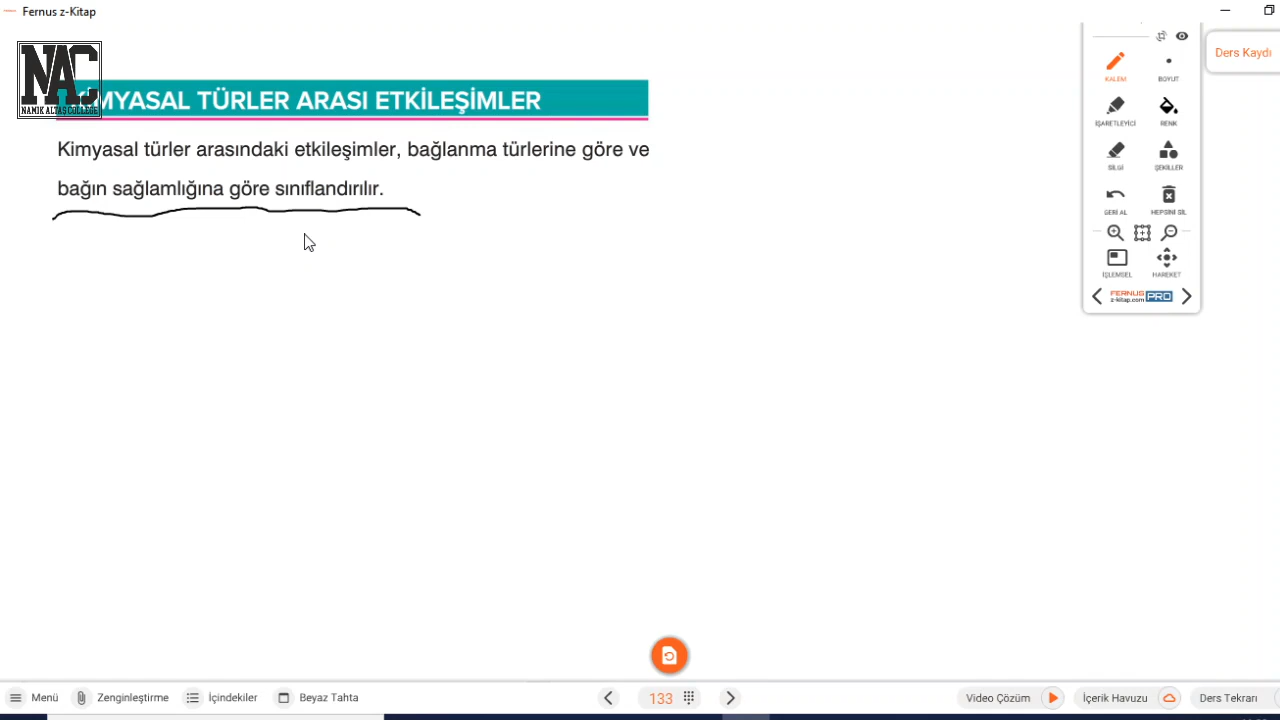 Fernus z-Kitap
NAC
NAMIK ALTAŞ COLLEGE
MYASAL TÜRLER ARASI ETKİLEŞİMLER
Kimyasal türler arasındaki etkileşimler, bağlanma türlerine göre ve
bağın sağlamlığına göre sınıflandırılır.
Ders Kaydı
KALEM BOYUT
İŞARETLEYİCİ RENK
SİLGİ ŞEKİLLER
GERİ AL HEPSİNİ SİL
İŞLEMSEL HAREKET
FERNUS
z-kitap.com PRO
Menü Zenginleştirme İçindekiler Beyaz Tahta 133 Video Çözüm İçerik Havuzu Ders Tekrarı